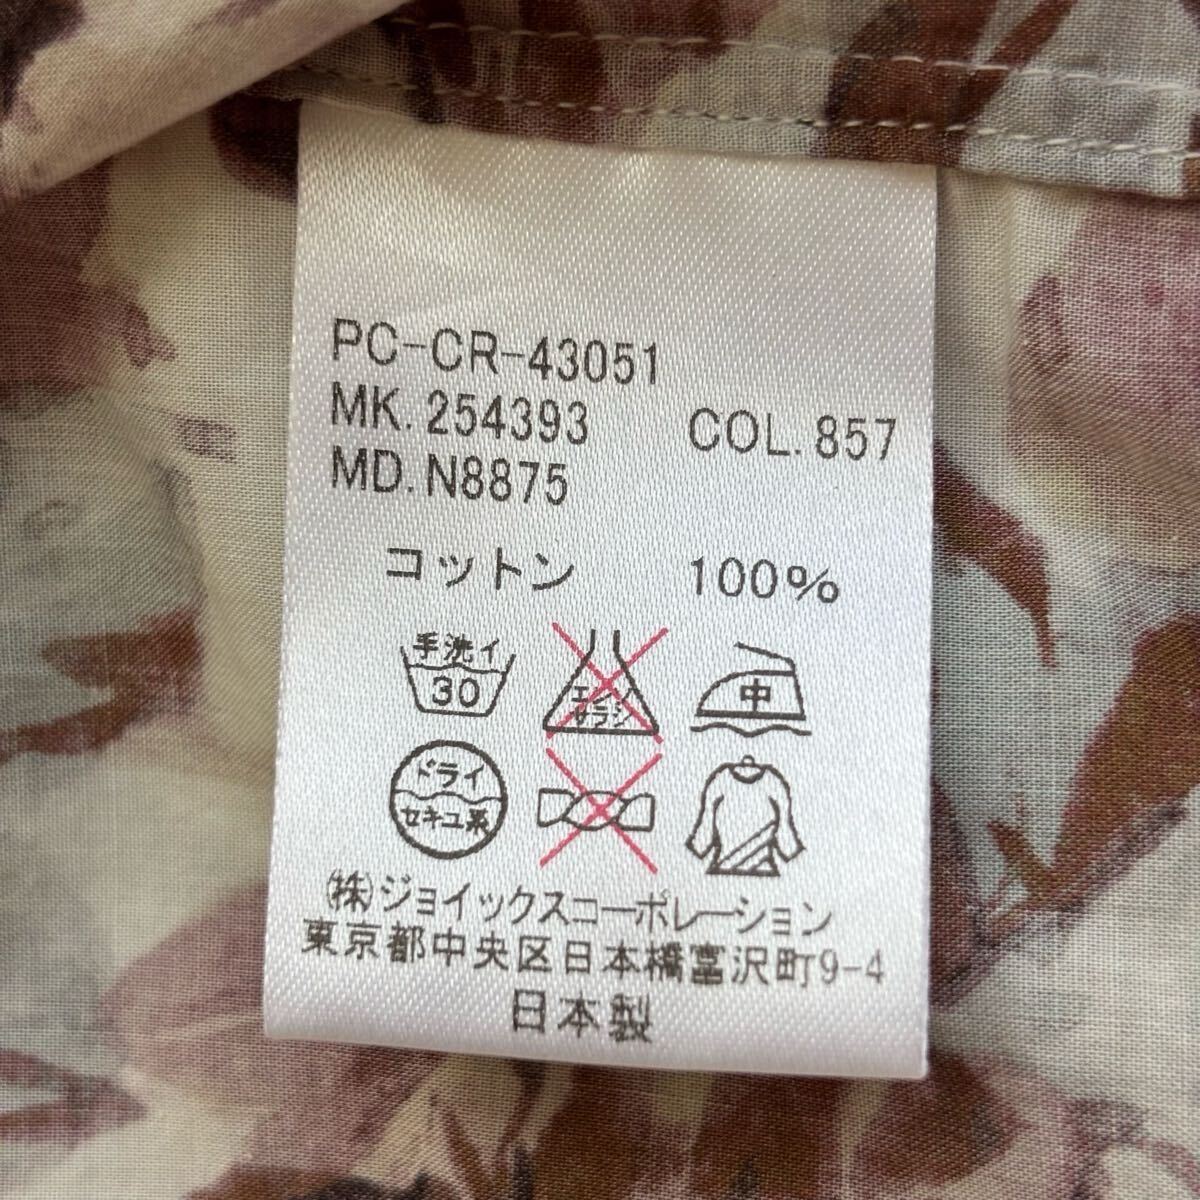 PC-CR-43051
MK. 254393 COL. 857
MD. N8875
コットン 100%
手洗イ
30
エンソ
サラシ
中
ドライ
セキユ系
(株)ジョイックスコーポレーション
東京都中央区日本橋富沢町9-4
日本製